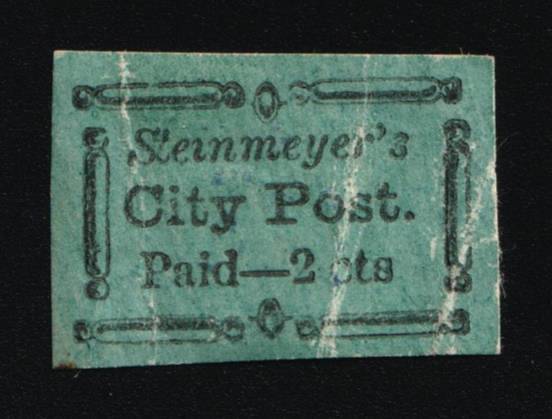 Steinmeyer's
City Post.
Paid—2 cts